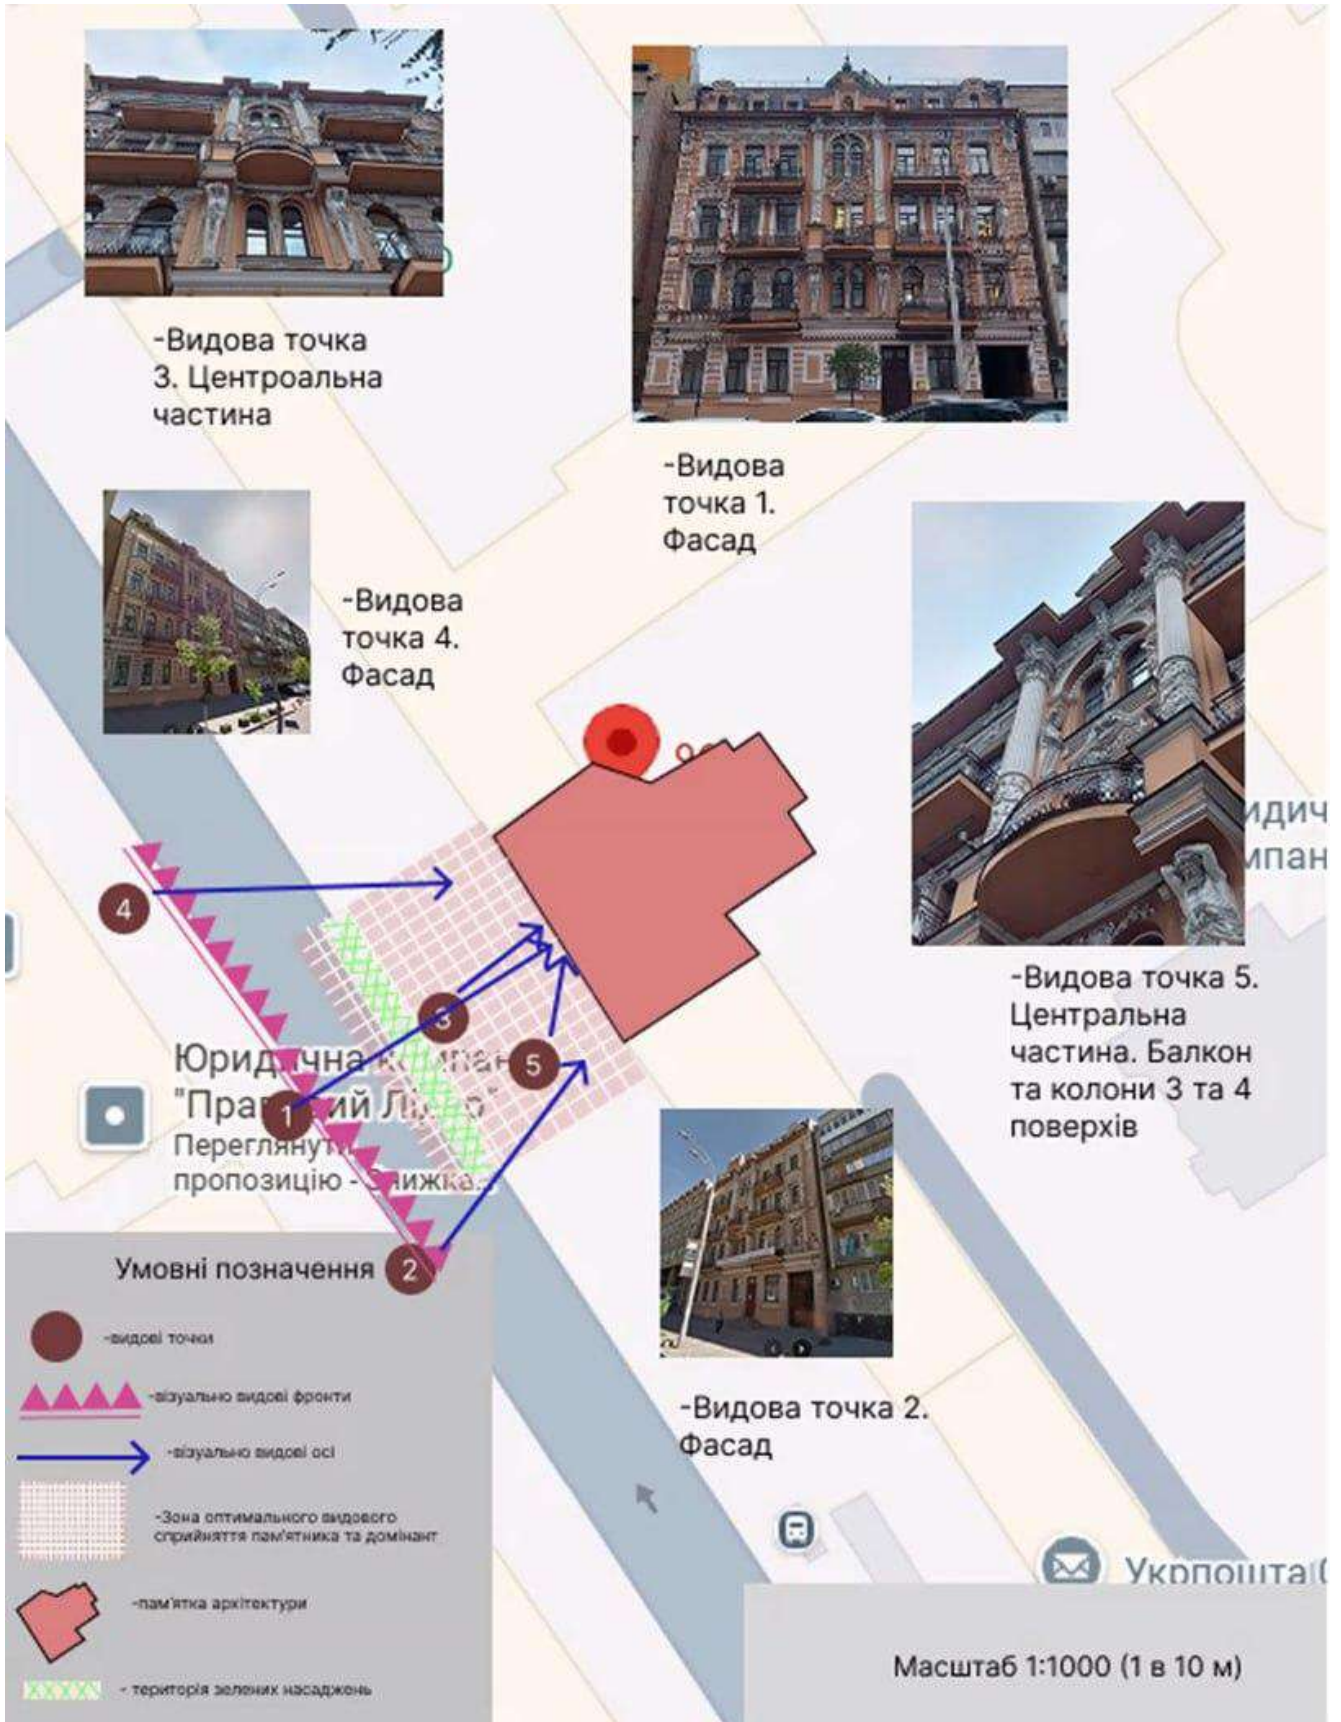 -Видова точка
3. Центроальна
частина
-Видова
точка 1.
Фасад
-Видова
точка 4.
Фасад
-Видова точка 5.
Центральна
частина. Балкон
та колони 3 та 4
поверхів
4
3
5
1
2
Юридична
"Пра
Переглянут
пропозицію -
-Видова точка 2.
Фасад
Умовні позначення
-видові точки
-візуально видові фронти
-візуально видові осі
-Зона оптимального видового
сприйняття пам'ятника та домінант
-пам'ятка архітектури
- територія зелених насаджень
Укрпошта
Масштаб 1:1000 (1 в 10 м)